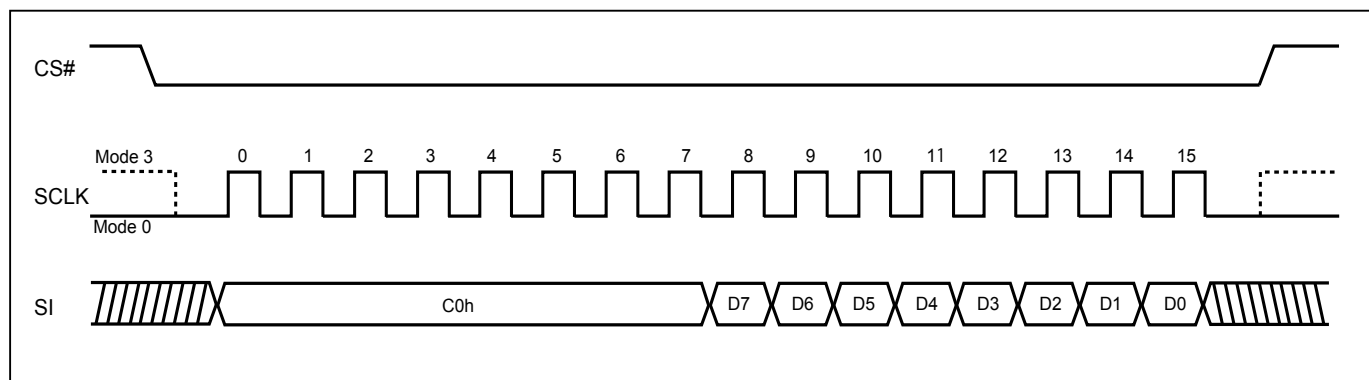 CS#
Mode 3 0 1 2 3 4 5 6 7 8 9 10 11 12 13 14 15
SCLK
Mode 0
SI C0h D7 D6 D5 D4 D3 D2 D1 D0